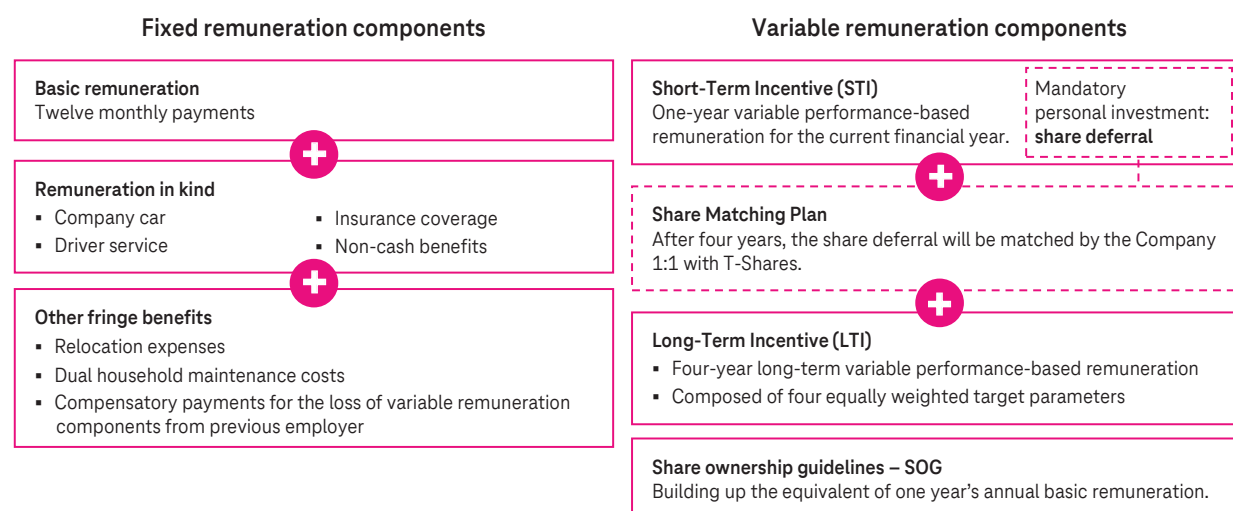 Fixed remuneration components
Basic remuneration
Twelve monthly payments
Remuneration in kind
▪ Company car
▪ Driver service
▪ Insurance coverage
▪ Non-cash benefits
Other fringe benefits
▪ Relocation expenses
▪ Dual household maintenance costs
▪ Compensatory payments for the loss of variable remuneration
components from previous employer
Variable remuneration components
Short-Term Incentive (STI)
One-year variable performance-based
remuneration for the current financial year.
Mandatory
personal investment:
share deferral
Share Matching Plan
After four years, the share deferral will be matched by the Company
1:1 with T-Shares.
Long-Term Incentive (LTI)
▪ Four-year long-term variable performance-based remuneration
▪ Composed of four equally weighted target parameters
Share ownership guidelines – SOG
Building up the equivalent of one year’s annual basic remuneration.